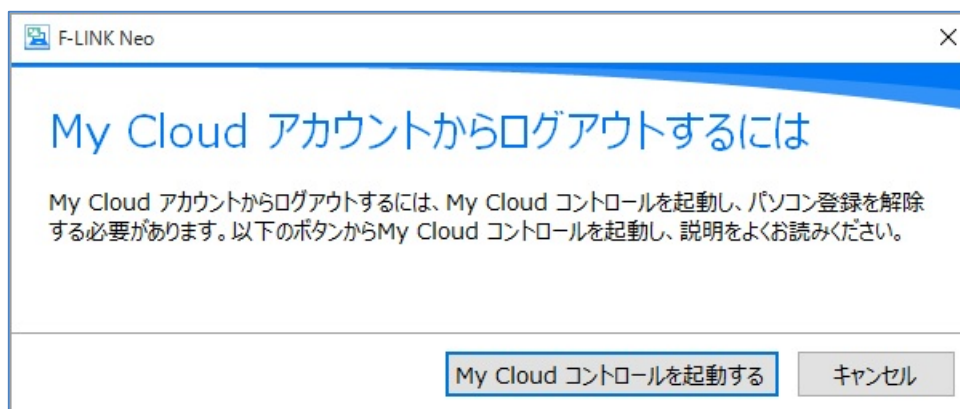 F-LINK Neo
My Cloud アカウントからログアウトするには
My Cloud アカウントからログアウトするには、My Cloud コントロールを起動し、パソコン登録を解除
する必要があります。以下のボタンからMy Cloud コントロールを起動し、説明をよくお読みください。
My Cloud コントロールを起動する
キャンセル